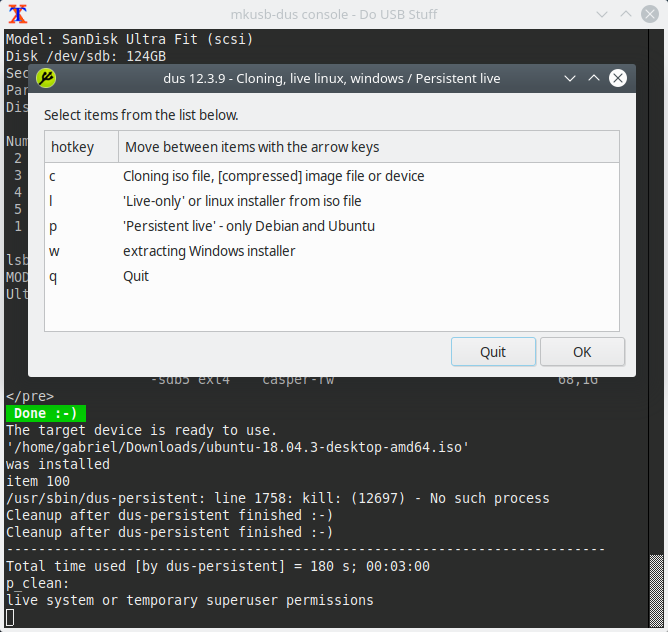 mkusb-dus console - Do USB Stuff
Model: SanDisk Ultra Fit (scsi)
Disk /dev/sdb: 124GB
Sec
Par
Dis
Num
2
3
4
5
1
lsb
MOD
Ult
dus 12.3.9 - Cloning, live linux, windows / Persistent live
Select items from the list below.
hotkey Move between items with the arrow keys
c Cloning iso file, [compressed] image file or device
l 'Live-only' or linux installer from iso file
p 'Persistent live' - only Debian and Ubuntu
w extracting Windows installer
q Quit
Quit OK
-sdb5 ext4 casper-rw 68,1G
</pre>
Done :-)
The target device is ready to use.
'/home/gabriel/Downloads/ubuntu-18.04.3-desktop-amd64.iso'
was installed
item 100
/usr/sbin/dus-persistent: line 1758: kill: (12697) - No such process
Cleanup after dus-persistent finished :-)
Cleanup after dus-persistent finished :-)
---------------------------------------------------------------------------
Total time used [by dus-persistent] = 180 s; 00:03:00
p_clean:
live system or temporary superuser permissions